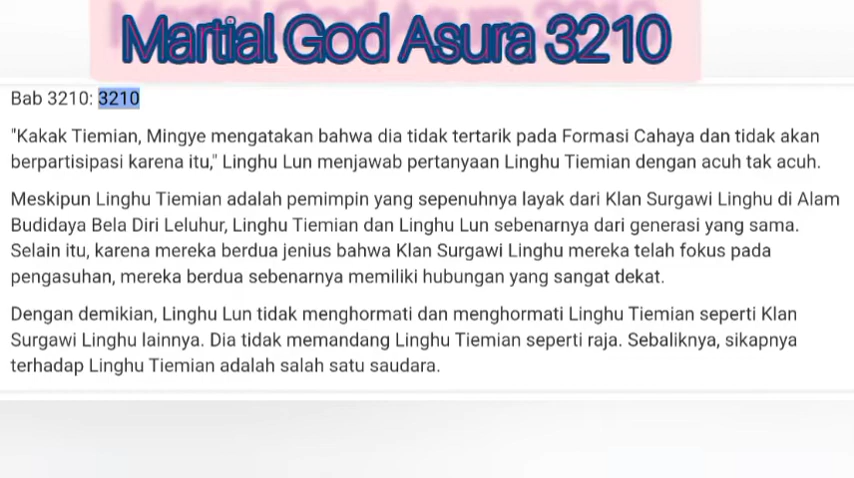 Martial God Asura 3210
Bab 3210: 3210
"Kakak Tiemian, Mingye mengatakan bahwa dia tidak tertarik pada Formasi Cahaya dan tidak akan
berpartisipasi karena itu," Linghu Lun menjawab pertanyaan Linghu Tiemian dengan acuh tak acuh.
Meskipun Linghu Tiemian adalah pemimpin yang sepenuhnya layak dari Klan Surgawi Linghu di Alam
Budidaya Bela Diri Leluhur, Linghu Tiemian dan Linghu Lun sebenarnya dari generasi yang sama.
Selain itu, karena mereka berdua jenius bahwa Klan Surgawi Linghu mereka telah fokus pada
pengasuhan, mereka berdua sebenarnya memiliki hubungan yang sangat dekat.
Dengan demikian, Linghu Lun tidak menghormati dan menghormati Linghu Tiemian seperti Klan
Surgawi Linghu lainnya. Dia tidak memandang Linghu Tiemian seperti raja. Sebaliknya, sikapnya
terhadap Linghu Tiemian adalah salah satu saudara.